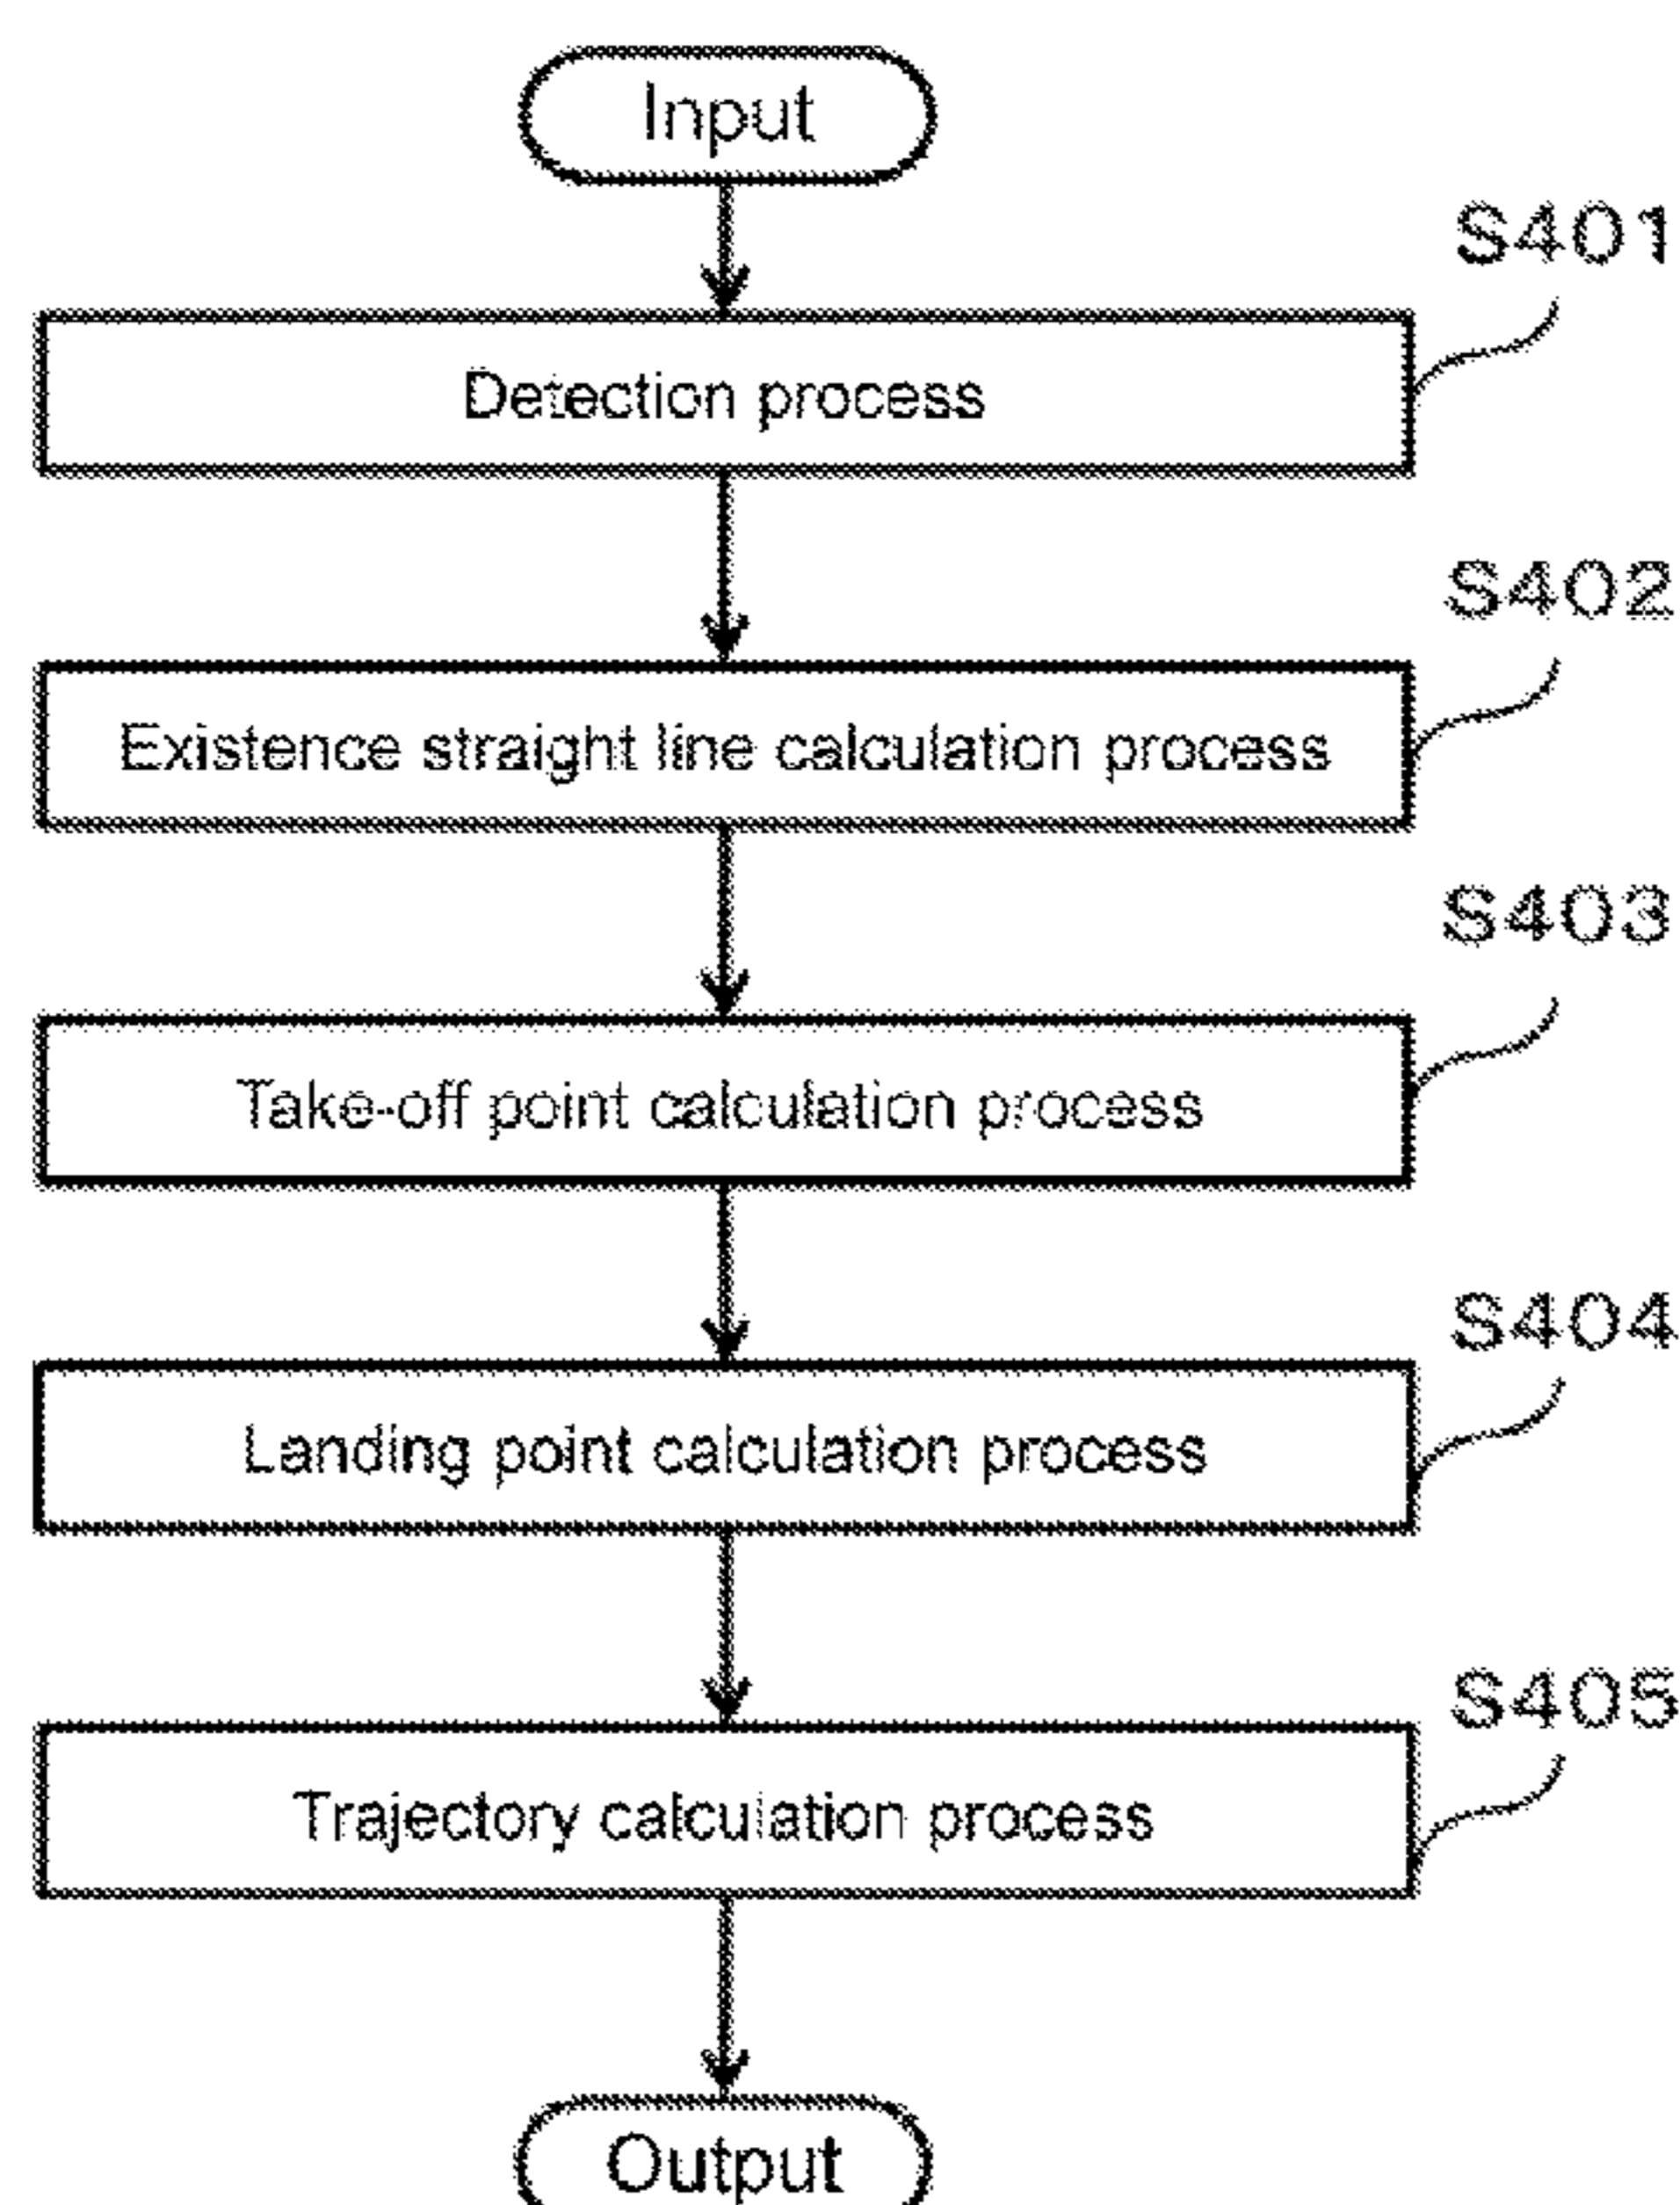 Input
S401
Detection process
S402
Existence straight line calculation process
S403
Take-off point calculation process
S404
Landing point calculation process
S405
Trajectory calculation process
Output